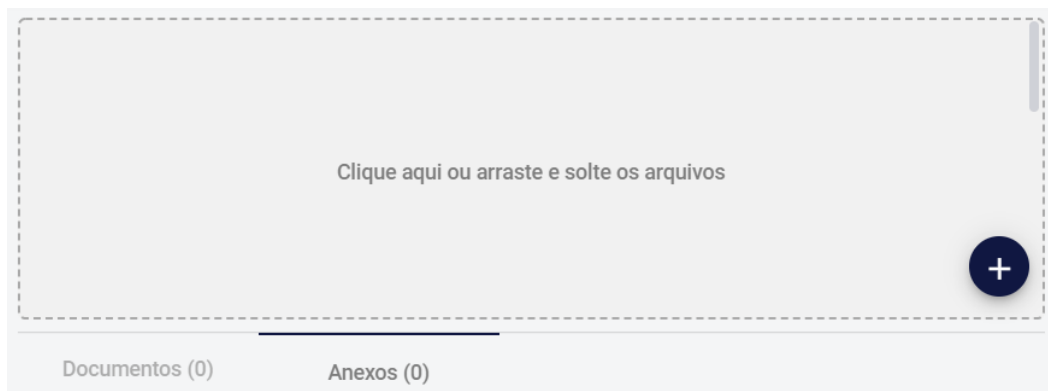 Clique aqui ou arraste e solte os arquivos
Documentos (0)
Anexos (0)